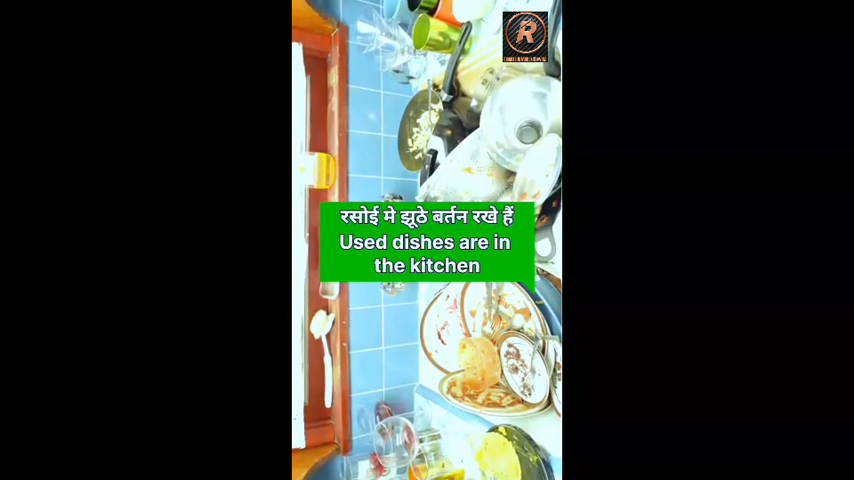 R
रसोई मे झूठे बर्तन रखे हैं
Used dishes are in
the kitchen